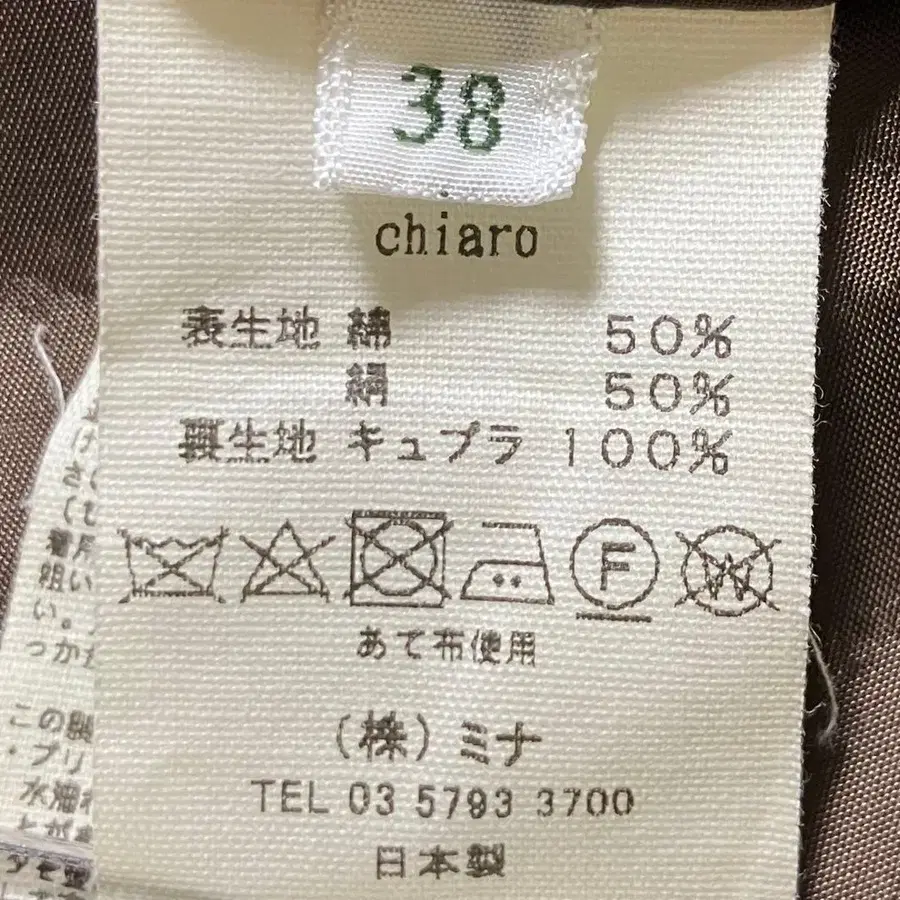 38
chiaro
表生地 綿 50%
絹 50%
裏生地 キュプラ 100%
F W
あて布使用
(株)ミナ
TEL 03 5793 3700
日本製